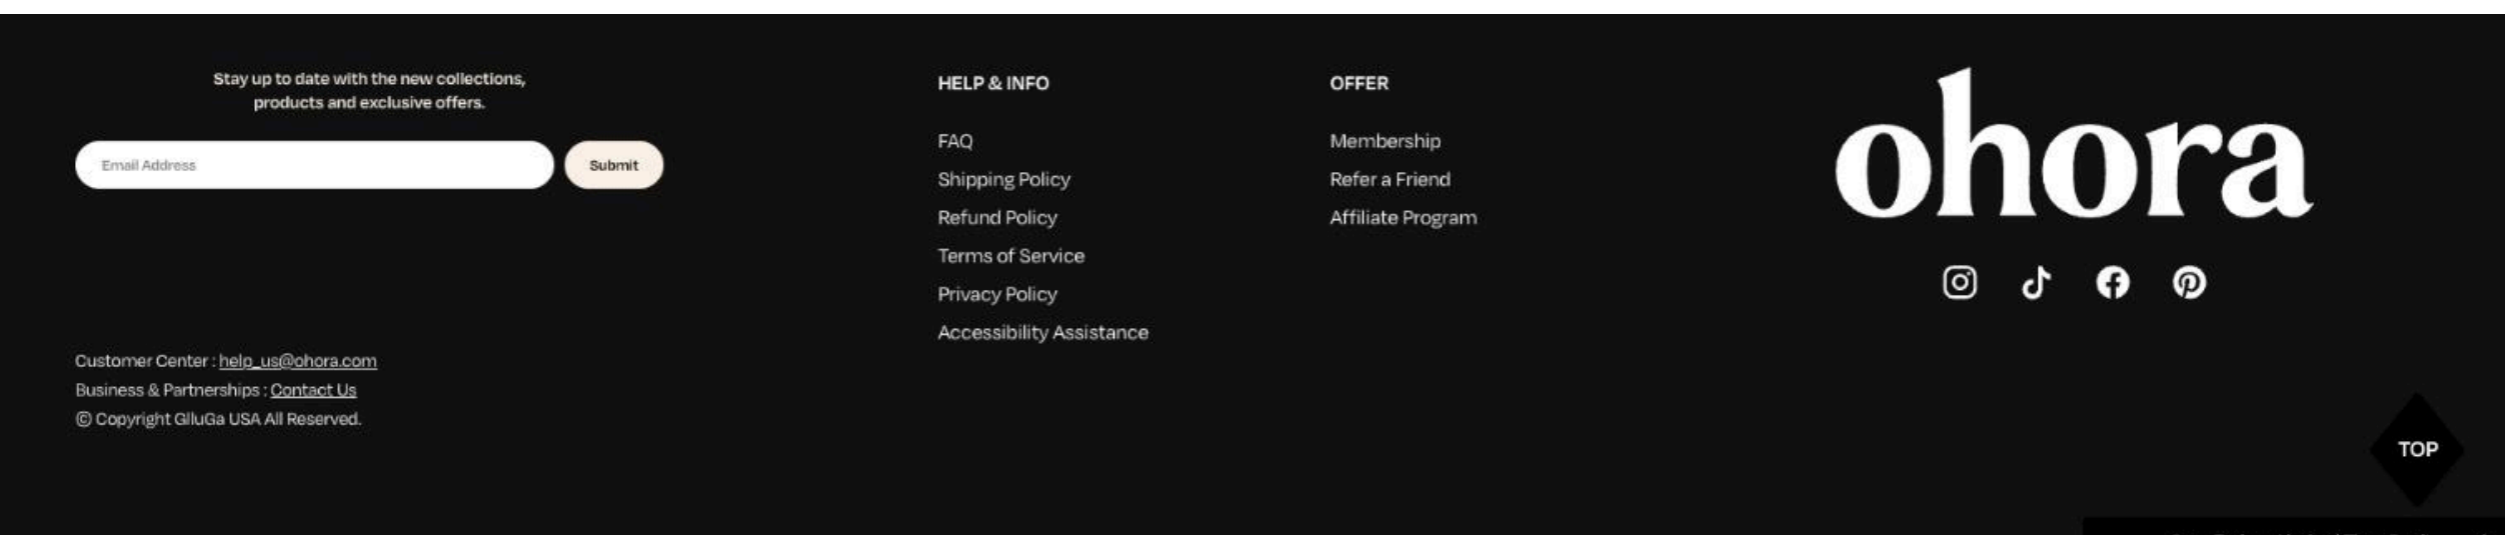 Stay up to date with the new collections,
products and exclusive offers.
Email Address
Submit
Customer Center : help_us@ohora.com
Business & Partnerships : Contact Us
© Copyright GlluGa USA All Reserved.
HELP & INFO
FAQ
Shipping Policy
Refund Policy
Terms of Service
Privacy Policy
Accessibility Assistance
OFFER
Membership
Refer a Friend
Affiliate Program
ohora
TOP